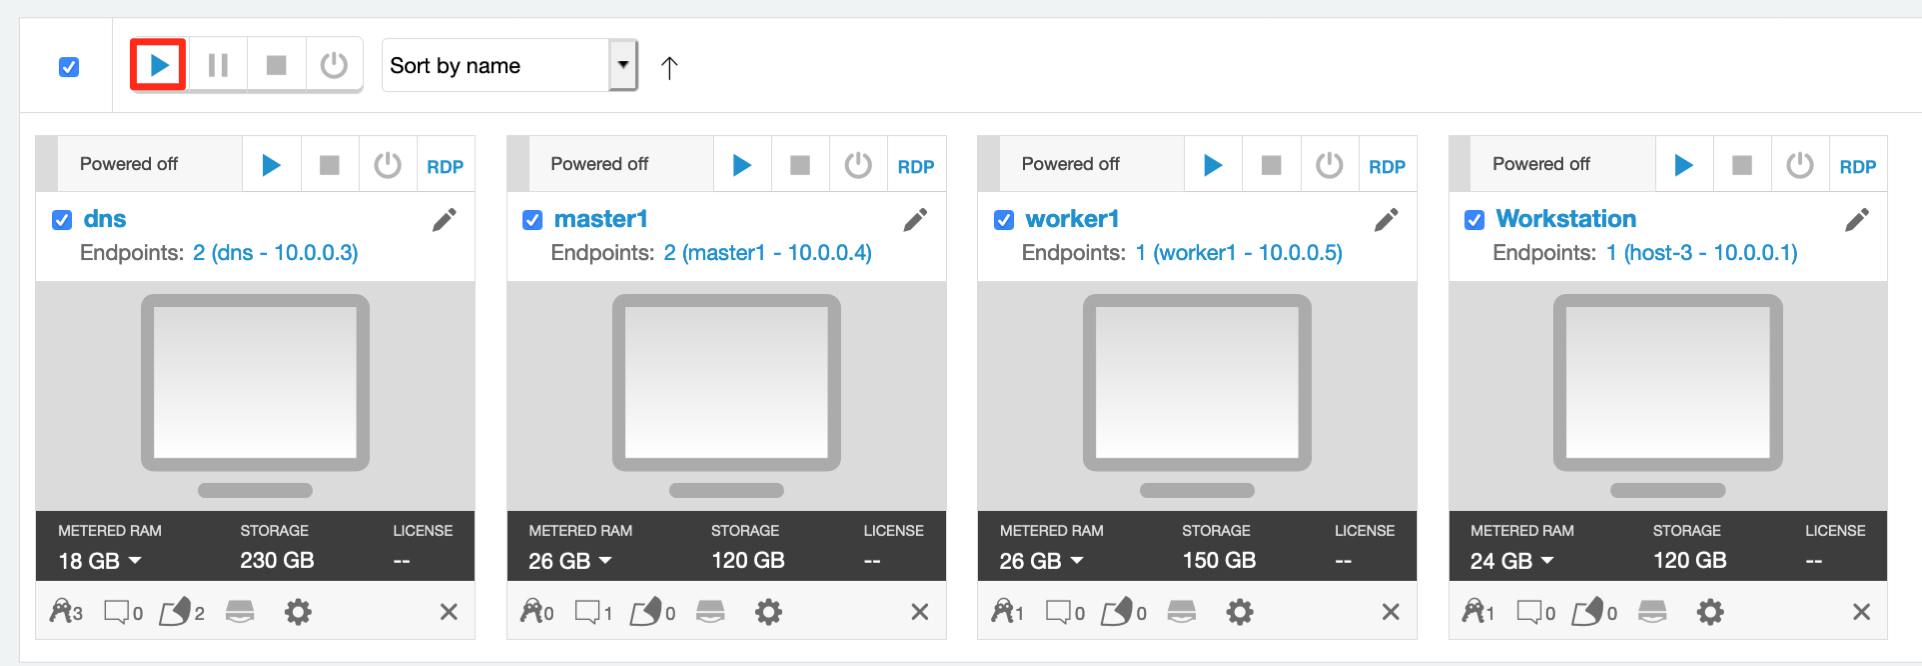 Sort by name
Powered off RDP
dns
Endpoints: 2 (dns - 10.0.0.3)
METERED RAM STORAGE LICENSE
18 GB 230 GB --
3 0 2
Powered off RDP
master1
Endpoints: 2 (master1 - 10.0.0.4)
METERED RAM STORAGE LICENSE
26 GB 120 GB --
0 1 0
Powered off RDP
worker1
Endpoints: 1 (worker1 - 10.0.0.5)
METERED RAM STORAGE LICENSE
26 GB 150 GB --
1 0 0
Powered off RDP
Workstation
Endpoints: 1 (host-3 - 10.0.0.1)
METERED RAM STORAGE LICENSE
24 GB 120 GB --
1 0 0